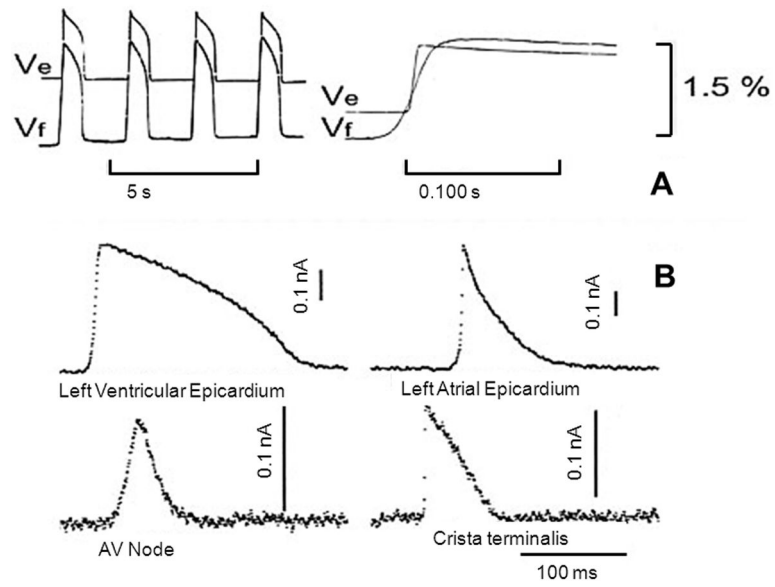 Ve
Vf
5 s
Ve
Vf
0.100 s
1.5 %
A
0.1 nA
Left Ventricular Epicardium
0.1 nA
B
Left Atrial Epicardium
0.1 nA
AV Node
0.1 nA
Crista terminalis
100 ms